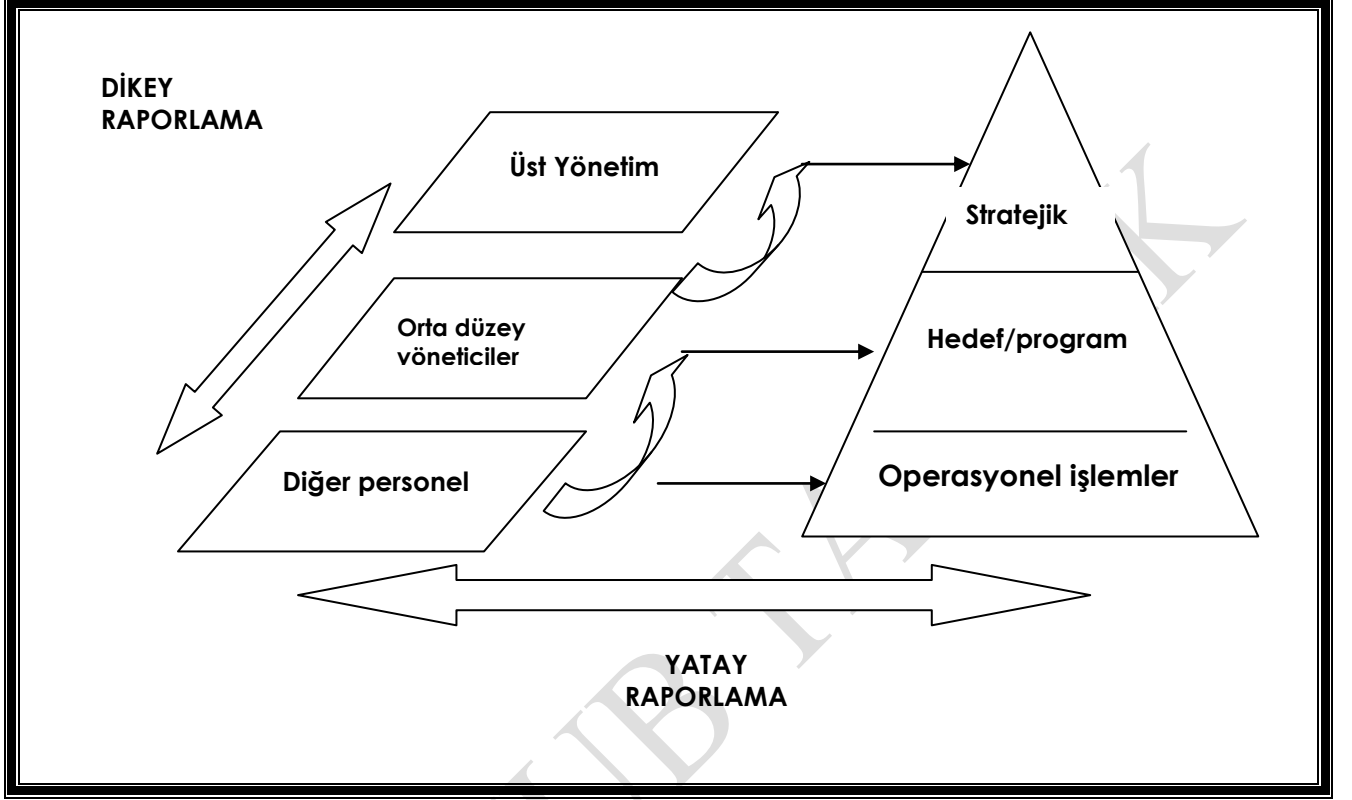 DİKEY
RAPORLAMA
Üst Yönetim
Stratejik
Orta düzey
yöneticiler
Hedef/program
Diğer personel
Operasyonel işlemler
YATAY
RAPORLAMA